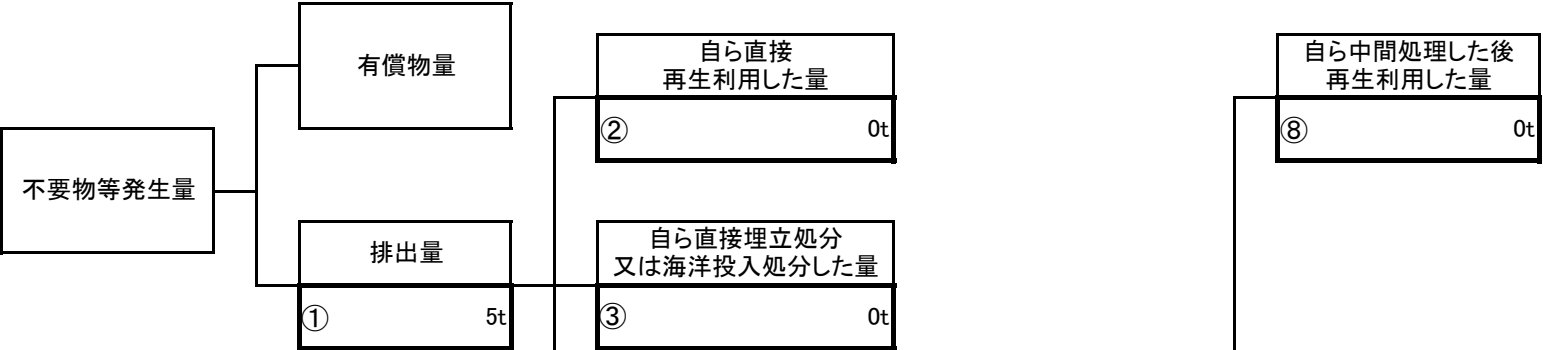 有償物量
自ら直接
再生利用した量
自ら中間処理した後
再生利用した量
② 0t
⑧ 0t
不要物等発生量
排出量
自ら直接埋立処分
又は海洋投入処分した量
① 5t
③ 0t